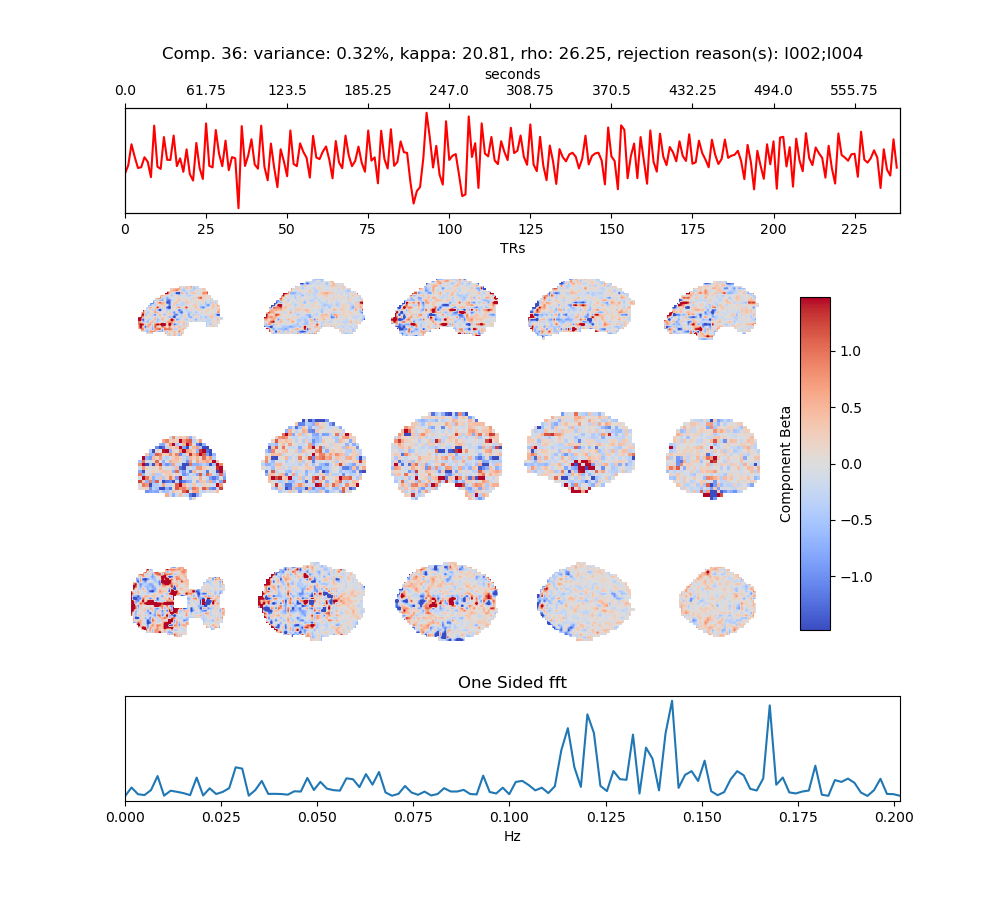 Comp. 36: variance: 0.32%, kappa: 20.81, rho: 26.25, rejection reason(s): I002;I004
seconds
0.0 61.75 123.5 185.25 247.0 308.75 370.5 432.25 494.0 555.75
0 25 50 75 100 125 150 175 200 225
TRs
1.0
0.5
0.0
−0.5
−1.0
Component Beta
One Sided fft
0.000 0.025 0.050 0.075 0.100 0.125 0.150 0.175 0.200
Hz